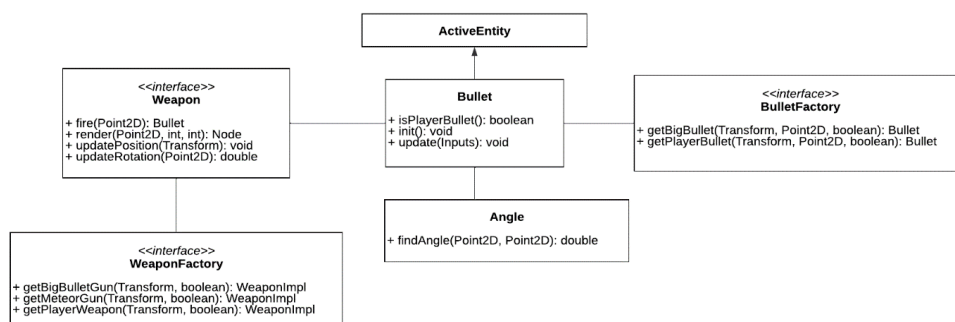 ActiveEntity
<<interface>>
Weapon
+ fire(Point2D): Bullet
+ render(Point2D, int, int): Node
+ updatePosition(Transform): void
+ updateRotation(Point2D): double
Bullet
+ isPlayerBullet(): boolean
+ init(): void
+ update(Inputs): void
<<interface>>
BulletFactory
+ getBigBullet(Transform, Point2D, boolean): Bullet
+ getPlayerBullet(Transform, Point2D, boolean): Bullet
Angle
+ findAngle(Point2D, Point2D): double
<<interface>>
WeaponFactory
+ getBigBulletGun(Transform, boolean): WeaponImpl
+ getMeteorGun(Transform, boolean): WeaponImpl
+ getPlayerWeapon(Transform, boolean): WeaponImpl